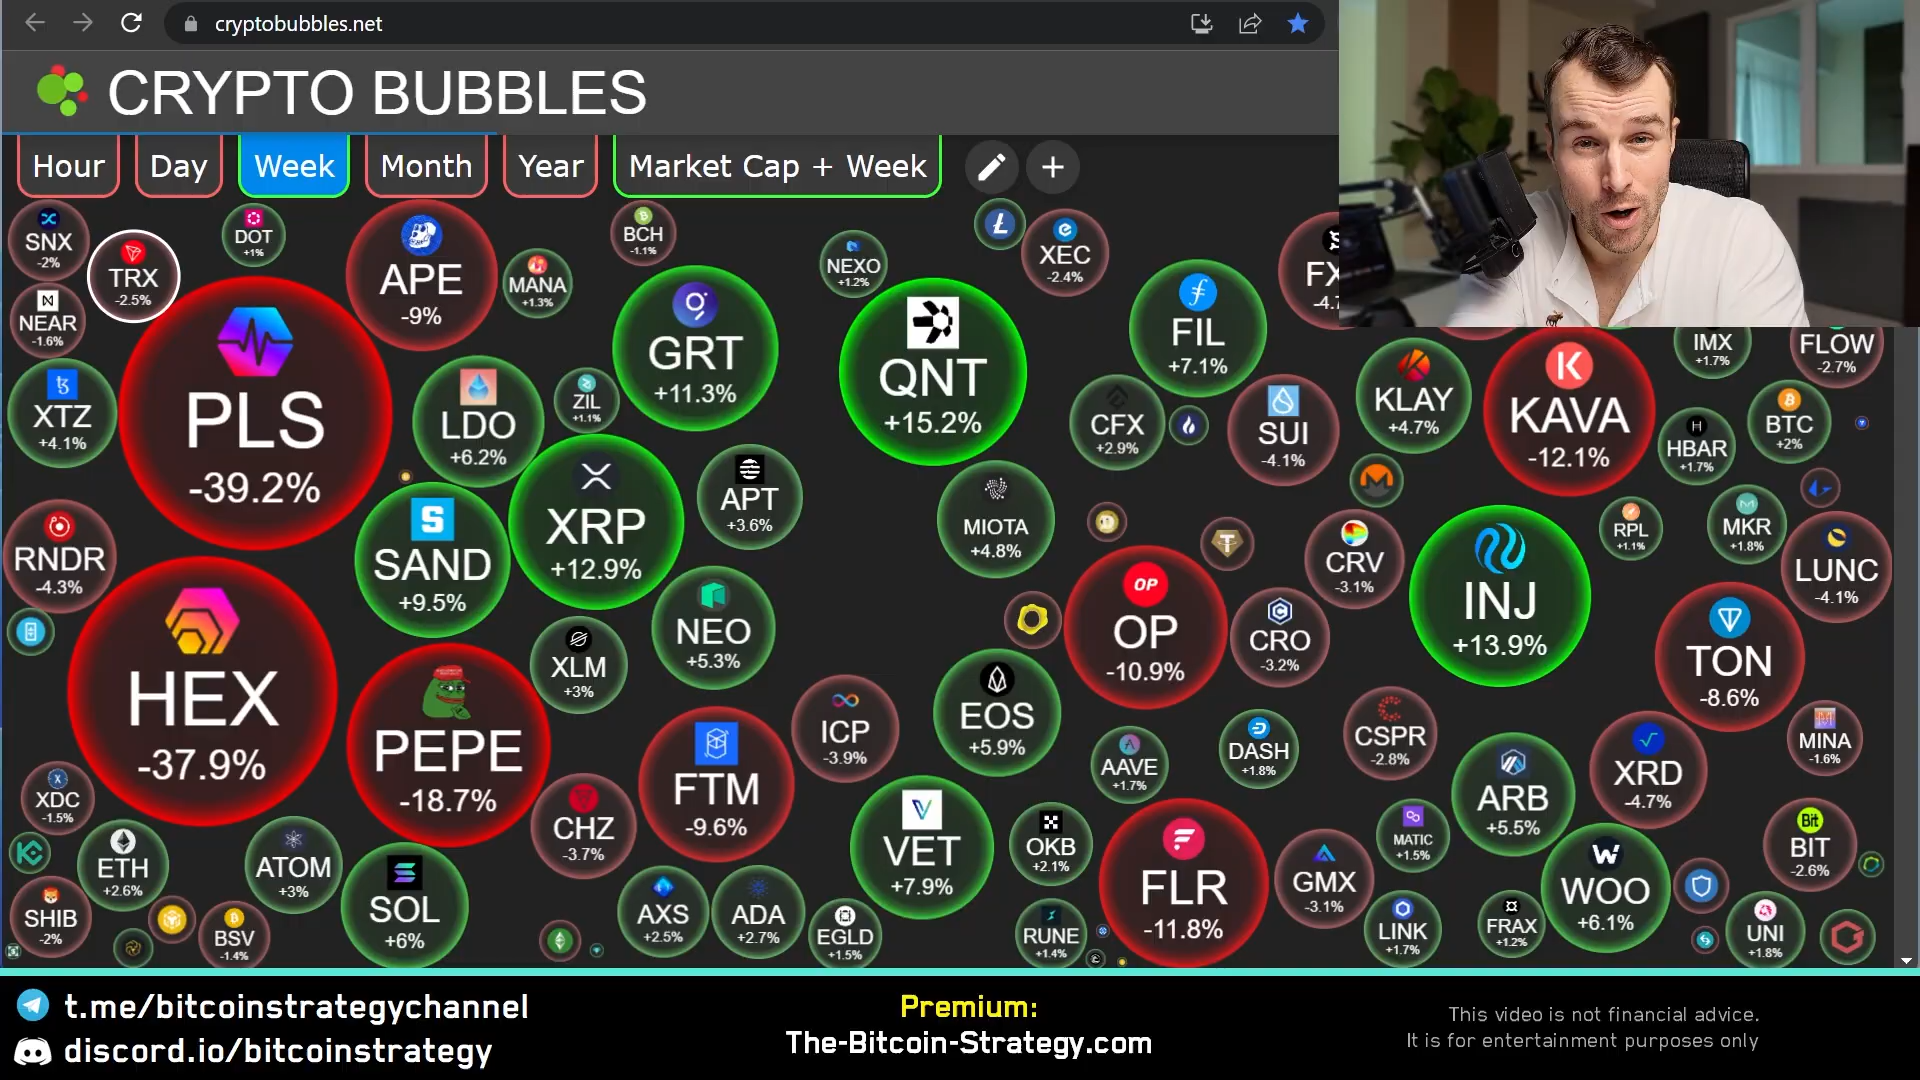 cryptobubbles.net
CRYPTO BUBBLES
Hour
Day
Week
Month
Year
Market Cap + Week
SNX
-2%
TRX
-2.5%
DOT
+1%
APE
-9%
MANA
+1.3%
BCH
-1.1%
NEXO
+1.2%
XEC
-2.4%
NEAR
-1.6%
PLS
-39.2%
GRT
+11.3%
QNT
+15.2%
FIL
+7.1%
IMX
+1.7%
FLOW
-2.7%
XTZ
+4.1%
LDO
+6.2%
ZIL
+1.1%
CFX
+2.9%
SUI
-4.1%
KLAY
+4.7%
KAVA
-12.1%
HBAR
+1.7%
BTC
+2%
RNDR
-4.3%
SAND
+9.5%
XRP
+12.9%
APT
+3.6%
MIOTA
+4.8%
CRV
-3.1%
INJ
+13.9%
RPL
+1.1%
MKR
+1.8%
LUNC
-4.1%
HEX
-37.9%
PEPE
-18.7%
XLM
+3%
NEO
+5.3%
OP
OP
-10.9%
CRO
-3.2%
TON
-8.6%
XDC
-1.5%
FTM
-9.6%
ICP
-3.9%
EOS
+5.9%
AAVE
+1.7%
DASH
+1.8%
CSPR
-2.8%
ARB
+5.5%
XRD
-4.7%
MINA
-1.6%
ETH
+2.6%
ATOM
+3%
SOL
+6%
CHZ
-3.7%
VET
+7.9%
OKB
+2.1%
FLR
-11.8%
GMX
-3.1%
MATIC
+1.5%
WOO
+6.1%
Bit
BIT
-2.6%
SHIB
-2%
BSV
-1.4%
AXS
+2.5%
ADA
+2.7%
EGLD
+1.5%
RUNE
+1.4%
LINK
+1.7%
FRAX
+1.2%
UNI
+1.8%
t.me/bitcoinstrategychannel
discord.io/bitcoinstrategy
Premium:
The-Bitcoin-Strategy.com
This video is not financial advice.
It is for entertainment purposes only